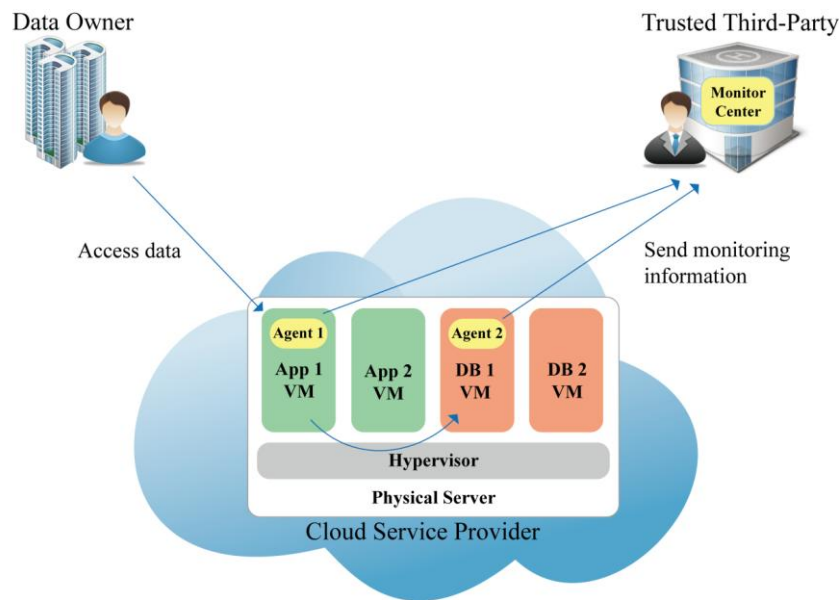 Data Owner
Trusted Third-Party
Monitor
Center
Access data
Send monitoring
information
Agent 1
App 1
VM
App 2
VM
Agent 2
DB 1
VM
DB 2
VM
Hypervisor
Physical Server
Cloud Service Provider